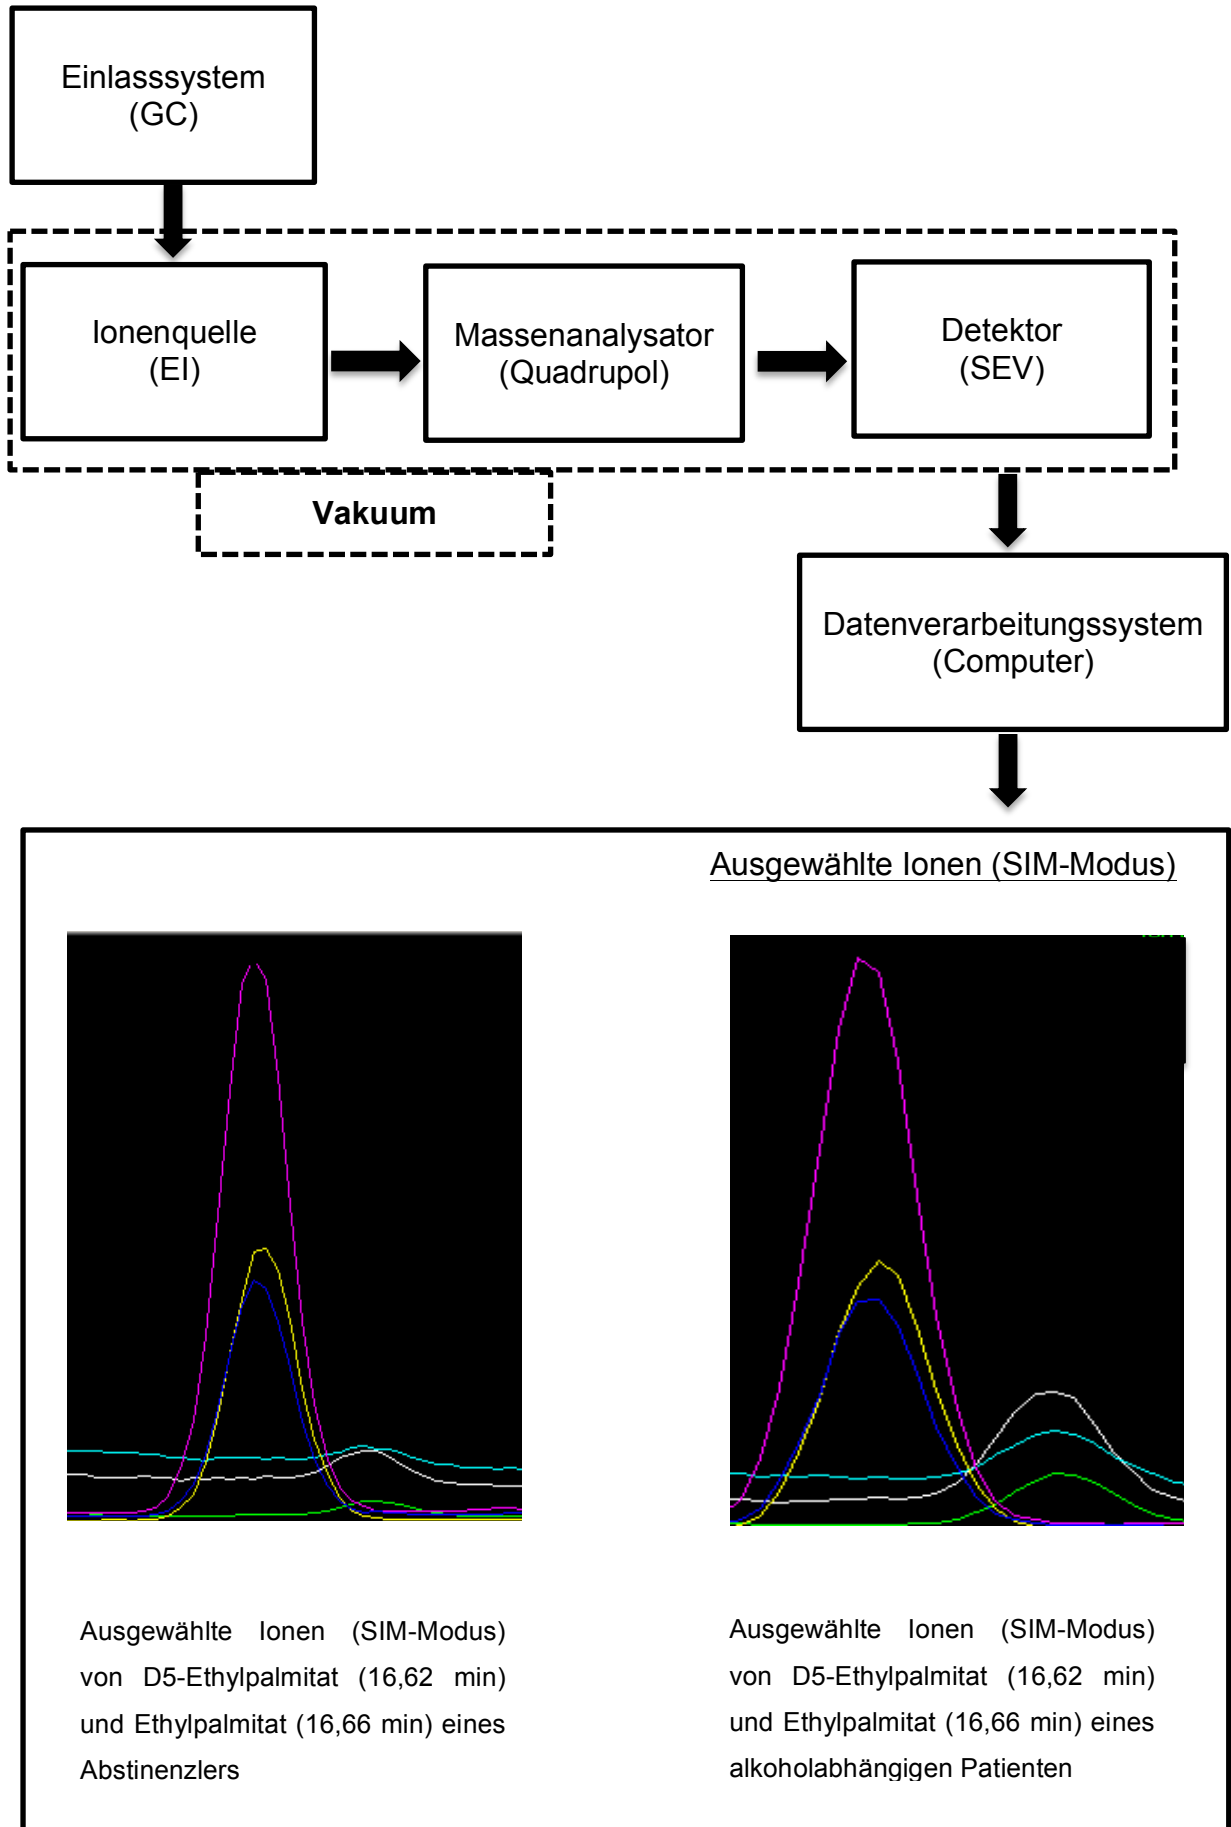 Einlasssystem
(GC)
Ionenquelle
(EI)
Massenanalysator
(Quadrupol)
Detektor
(SEV)
Vakuum
Datenverarbeitungssystem
(Computer)
Ausgewählte Ionen (SIM-Modus)
Ausgewählte Ionen (SIM-Modus)
von D5-Ethylpalmitat (16,62 min)
und Ethylpalmitat (16,66 min) eines
Abstinenzlers
Ausgewählte Ionen (SIM-Modus)
von D5-Ethylpalmitat (16,62 min)
und Ethylpalmitat (16,66 min) eines
alkoholabhängigen Patienten